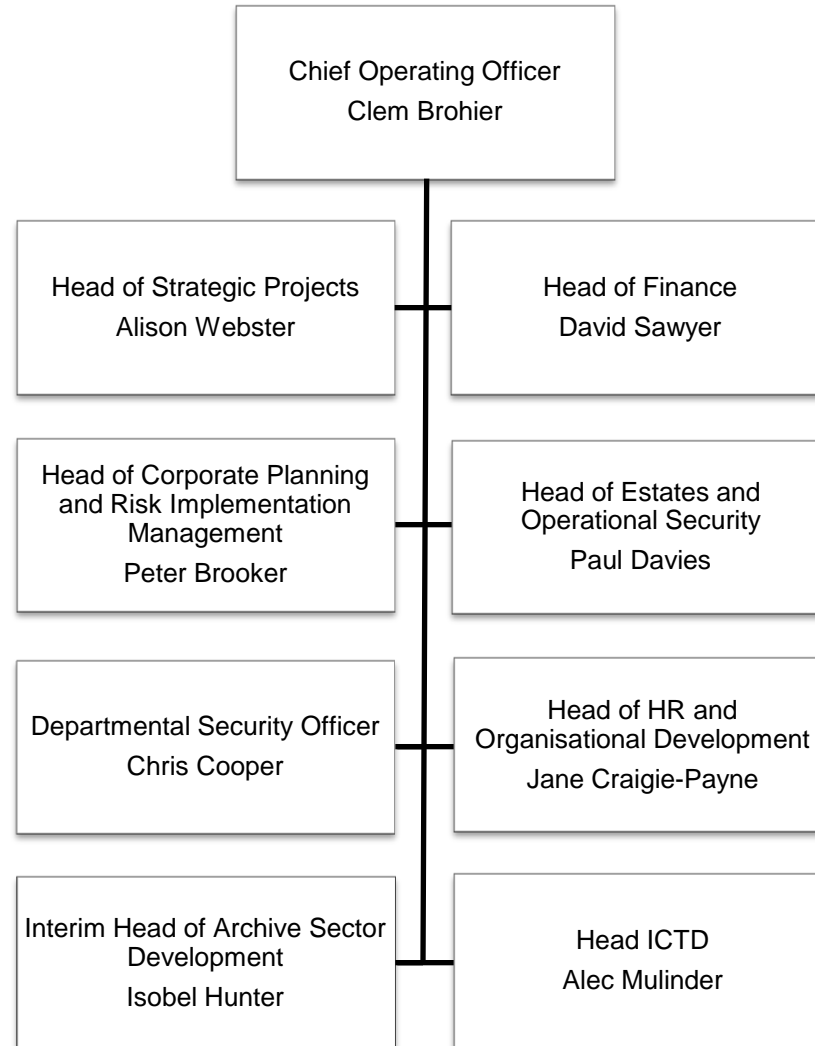 Chief Operating Officer
Clem Brohier
Head of Strategic Projects
Alison Webster
Head of Finance
David Sawyer
Head of Corporate Planning
and Risk Implementation
Management
Peter Brooker
Head of Estates and
Operational Security
Paul Davies
Departmental Security Officer
Chris Cooper
Head of HR and
Organisational Development
Jane Craigie-Payne
Interim Head of Archive Sector
Development
Isobel Hunter
Head ICTD
Alec Mulinder